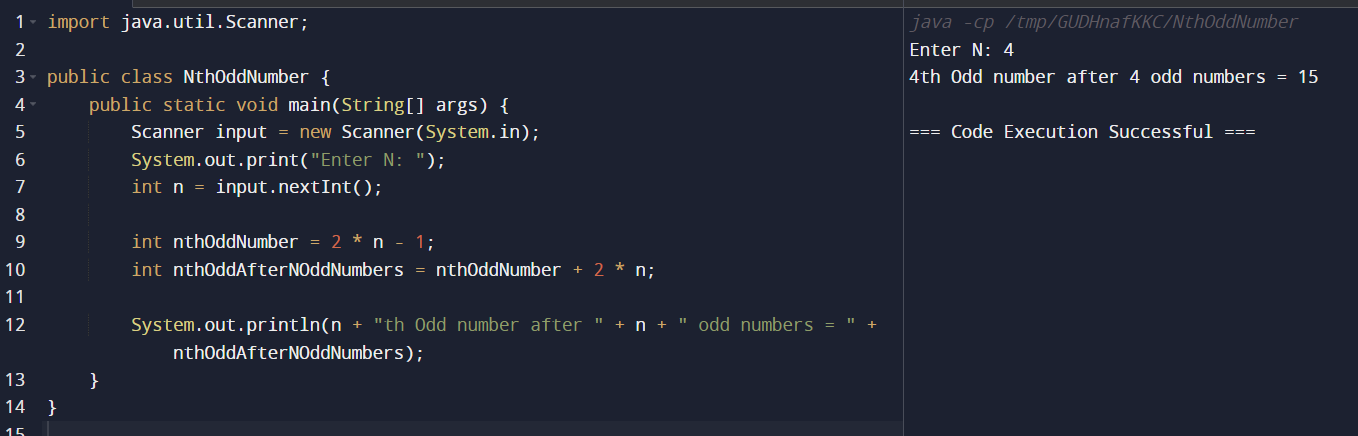 1 import java.util.Scanner;
2
3 public class NthOddNumber {
4     public static void main(String[] args) {
5         Scanner input = new Scanner(System.in);
6         System.out.print("Enter N: ");
7         int n = input.nextInt();
8
9         int nthOddNumber = 2 * n - 1;
10         int nthOddAfterNOddNumbers = nthOddNumber + 2 * n;
11
12         System.out.println(n + "th Odd number after " + n + " odd numbers = " +
            nthOddAfterNOddNumbers);
13     }
14 }
15
java -cp /tmp/GUDHnafKKC/NthOddNumber
Enter N: 4
4th Odd number after 4 odd numbers = 15
=== Code Execution Successful ===